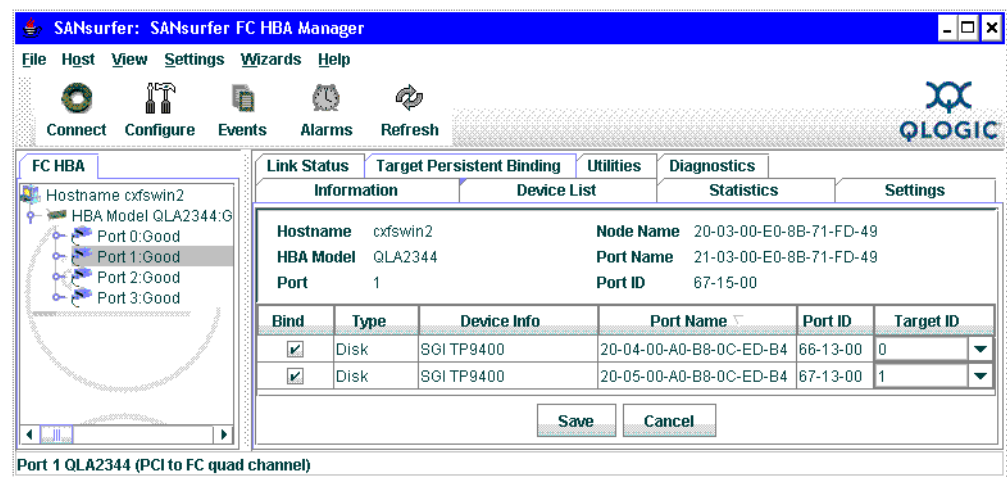 SANsurfer: SANsurfer FC HBA Manager
File Host View Settings Wizards Help
Connect Configure Events Alarms Refresh
QLOGIC
FC HBA
Hostname cxfswin2
HBA Model QLA2344:G
Port 0:Good
Port 1:Good
Port 2:Good
Port 3:Good
Link Status Target Persistent Binding Utilities Diagnostics
Information Device List Statistics Settings
Hostname cxfswin2 Node Name 20-03-00-E0-8B-71-FD-49
HBA Model QLA2344 Port Name 21-03-00-E0-8B-71-FD-49
Port 1 Port ID 67-15-00
Bind Type Device Info Port Name Port ID Target ID
Disk SGI TP9400 20-04-00-A0-B8-0C-ED-B4 66-13-00 0
Disk SGI TP9400 20-05-00-A0-B8-0C-ED-B4 67-13-00 1
Save Cancel
Port 1 QLA2344 (PCI to FC quad channel)